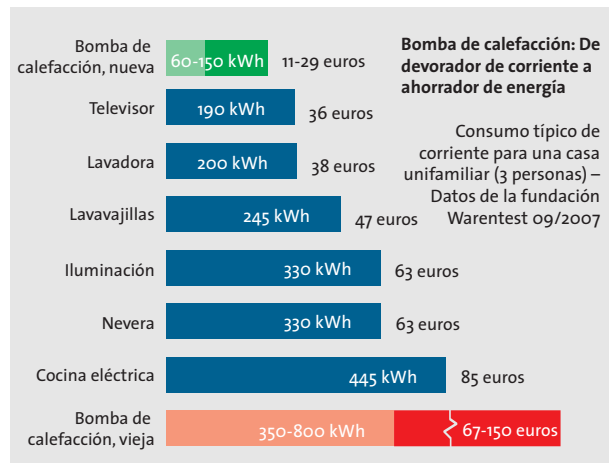 Bomba de
calefacción, nueva
60-150 kWh
11-29 euros
Bomba de calefacción: De
devorador de corriente a
ahorrador de energía
Consumo típico de
corriente para una casa
unifamiliar (3 personas) –
Datos de la fundación
Warentest 09/2007
Televisor
190 kWh
36 euros
Lavadora
200 kWh
38 euros
Lavavajillas
245 kWh
47 euros
Iluminación
330 kWh
63 euros
Nevera
330 kWh
63 euros
Cocina eléctrica
445 kWh
85 euros
Bomba de
calefacción, vieja
350-800 kWh
67-150 euros